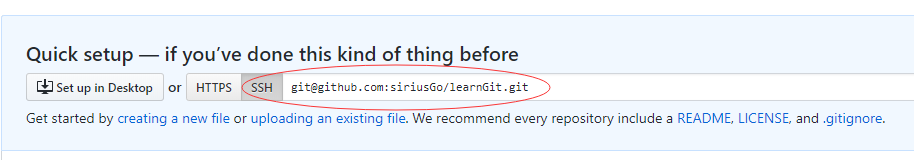 Quick setup — if you’ve done this kind of thing before
Set up in Desktop or HTTPS SSH git@github.com:siriusGo/learnGit.git
Get started by creating a new file or uploading an existing file. We recommend every repository include a README, LICENSE, and .gitignore.